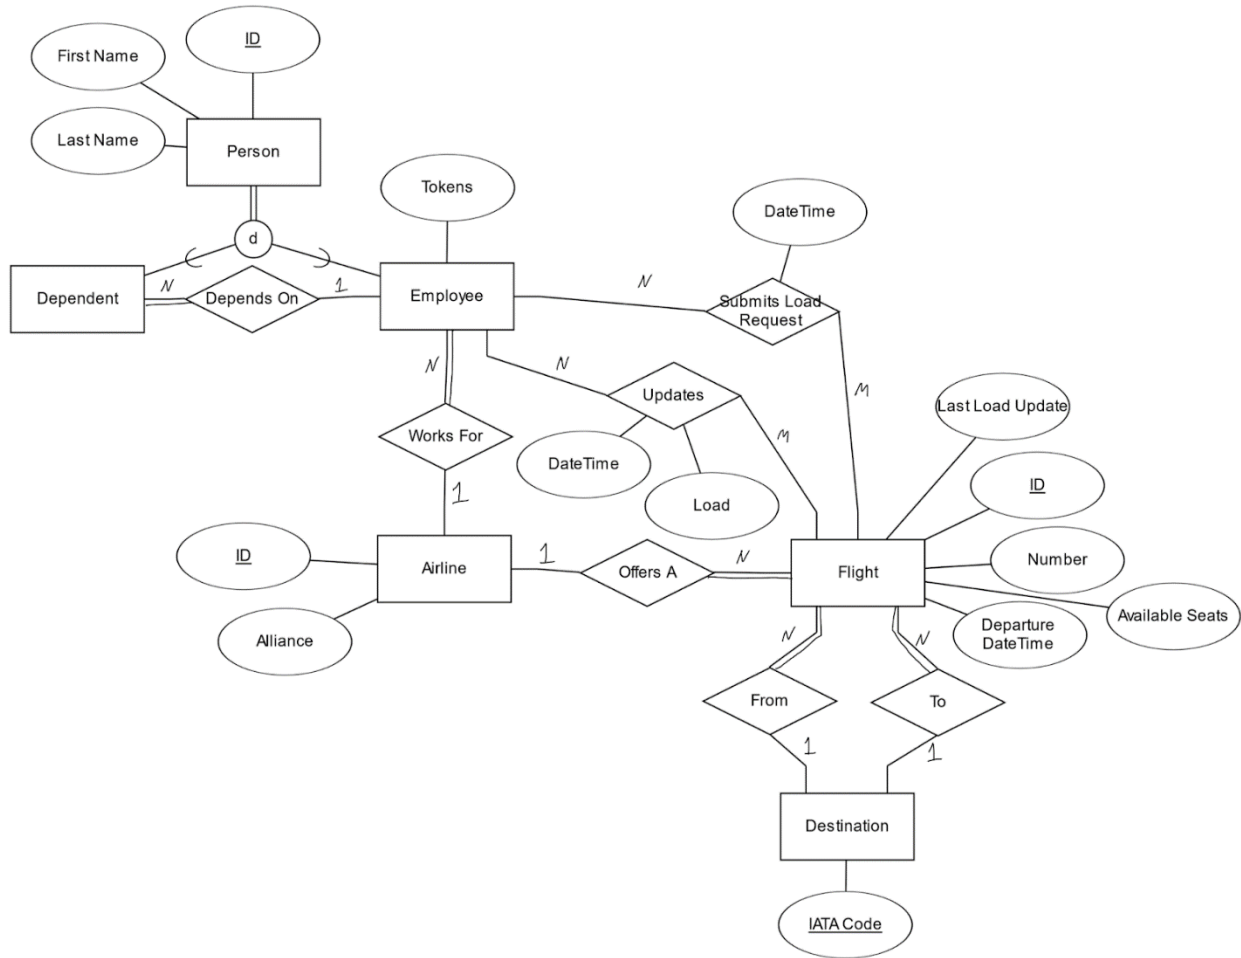 ID
First Name
Last Name
Person
Tokens
DateTime
d
Dependent
N
Depends On
1
Employee
N
Submits Load
Request
N
N
Updates
M
Last Load Update
Works For
M
DateTime
ID
Load
1
ID
Airline
1
Offers A
N
Flight
Number
Available Seats
Alliance
Departure
DateTime
N
N
From
To
1
1
Destination
IATA Code